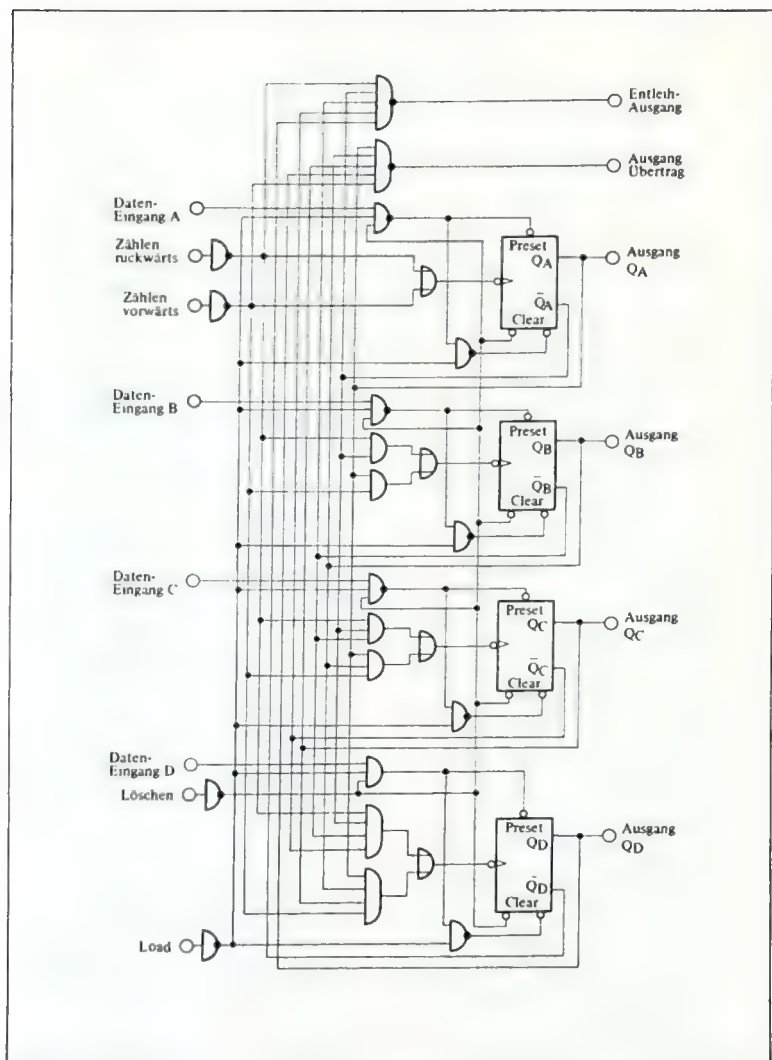 Entleih-
Ausgang
Ausgang
Übertrag
Daten-
Eingang A
Zählen
ruckwärts
Zählen
vorwärts
Preset
QA
Q̄A
Clear
Ausgang
QA
Daten-
Eingang B
Preset
QB
Q̄B
Clear
Ausgang
QB
Daten-
Eingang C
Preset
QC
Q̄C
Clear
Ausgang
QC
Daten-
Eingang D
Löschen
Preset
QD
Q̄D
Clear
Ausgang
QD
Load